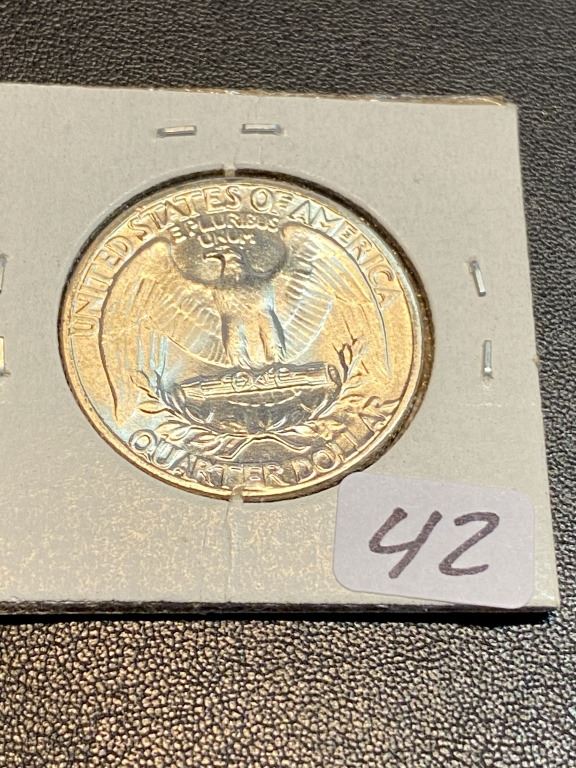 UNITED STATES OF AMERICA
E PLURIBUS
UNUM
QUARTER DOLLAR
42